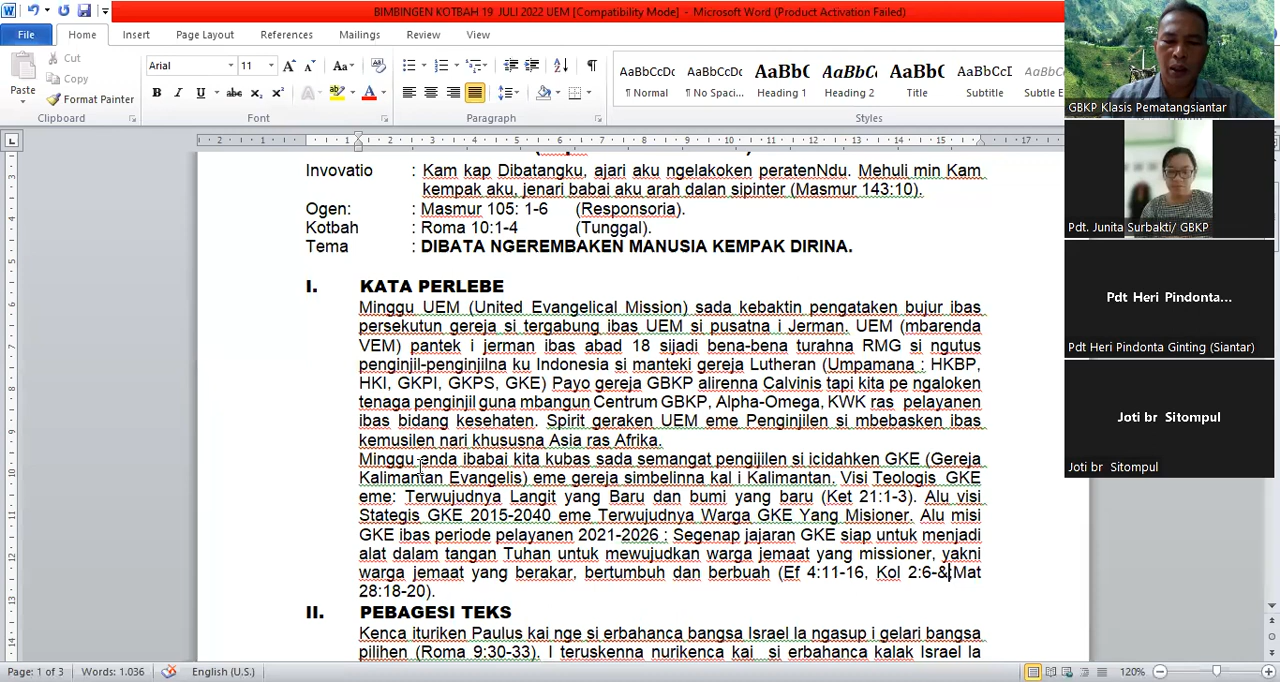 BIMBINGEN KOTBAH 19. JULI 2022 UEM [Compatibility Mode] - Microsoft Word (Product Activation Failed)
File Home Insert Page Layout References Mailings Review View
Cut
Copy
Paste
Format Painter
Clipboard
Arial 11
Font
Paragraph
AaBbCcDc AaBbCcDc AaBbC AaBbCc AaBbC AaBbCcD AaBbCcD
¶ Normal ¶ No Spaci... Heading 1 Heading 2 Title Subtitle Subtle E
Styles
GBKP Klasis Pematangsiantar
Pdt. Junita Surbakti/ GBKP
Pdt Heri Pindonta...
Pdt Heri Pindonta Ginting (Siantar)
Joti br Sitompul
Joti br Sitompul
Invovatio : Kam kap Dibatangku, ajari aku ngelakoken peratenNdu. Mehuli min Kam
kempak aku, jenari babai aku arah dalan sipinter (Masmur 143:10).
Ogen: : Masmur 105: 1-6 (Responsoria).
Kotbah : Roma 10:1-4 (Tunggal).
Tema : DIBATA NGEREMBAKEN MANUSIA KEMPAK DIRINA.
I. KATA PERLEBE
Minggu UEM (United Evangelical Mission) sada kebaktin pengataken bujur ibas
persekutun gereja si tergabung ibas UEM si pusatna i Jerman. UEM (mbarenda
VEM) pantek i jerman ibas abad 18 sijadi bena-bena turahna RMG si ngutus
penginjil-penginjilna ku Indonesia si manteki gereja Lutheran (Umpamana : HKBP,
HKI, GKPI, GKPS, GKE) Payo gereja GBKP alirenna Calvinis tapi kita pe ngaloken
tenaga penginjil guna mbangun Centrum GBKP, Alpha-Omega, KWK ras pelayanen
ibas bidang kesehaten. Spirit geraken UEM eme Penginjilen si mbebasken ibas
kemusilen nari khususna Asia ras Afrika.
Minggu enda ibabai kita kubas sada semangat pengijilen si icidahken GKE (Gereja
Kalimantan Evangelis) eme gereja simbelinna kal i Kalimantan. Visi Teologis GKE
eme: Terwujudnya Langit yang Baru dan bumi yang baru (Ket 21:1-3). Alu visi
Stategis GKE 2015-2040 eme Terwujudnya Warga GKE Yang Misioner. Alu misi
GKE ibas periode pelayanen 2021-2026 : Segenap jajaran GKE siap untuk menjadi
alat dalam tangan Tuhan untuk mewujudkan warga jemaat yang missioner, yakni
warga jemaat yang berakar, bertumbuh dan berbuah (Ef 4:11-16, Kol 2:6-&;Mat
28:18-20).
II. PEBAGESI TEKS
Kenca ituriken Paulus kai nge si erbahanca bangsa Israel la ngasup i gelari bangsa
pilihen (Roma 9:30-33). I teruskenna nurikenca kai si erbahanca kalak Israel la
Page: 1 of 3 Words: 1.036 English (U.S.) 120%